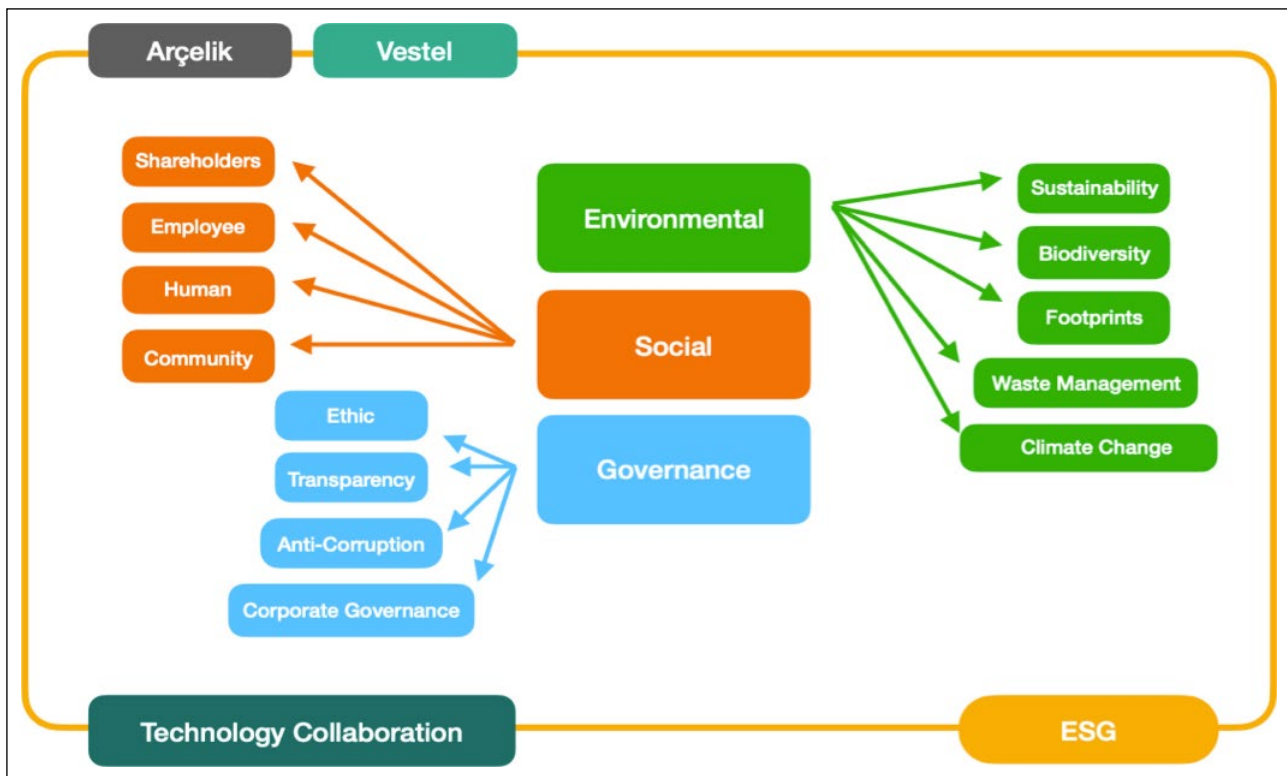 Arçelik
Vestel
Shareholders
Employee
Human
Community
Ethic
Transparency
Anti-Corruption
Corporate Governance
Environmental
Social
Governance
Sustainability
Biodiversity
Footprints
Waste Management
Climate Change
Technology Collaboration
ESG